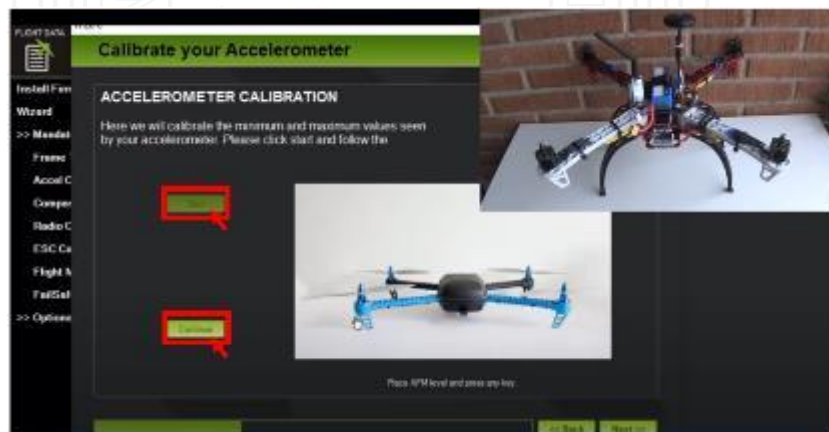 FLIGHT DATA
Calibrate your Accelerometer
Install Firm
Wizard
>> Mandat
Frame
Accel C
Compas
Radio C
ESC Ca
Flight M
FailSaf
>> Optiona
ACCELEROMETER CALIBRATION
Here we will calibrate the minimum and maximum values seen
by your accelerometer. Please click start and follow the
Continue
Place APM level and press any key.
<< Back
Next >>